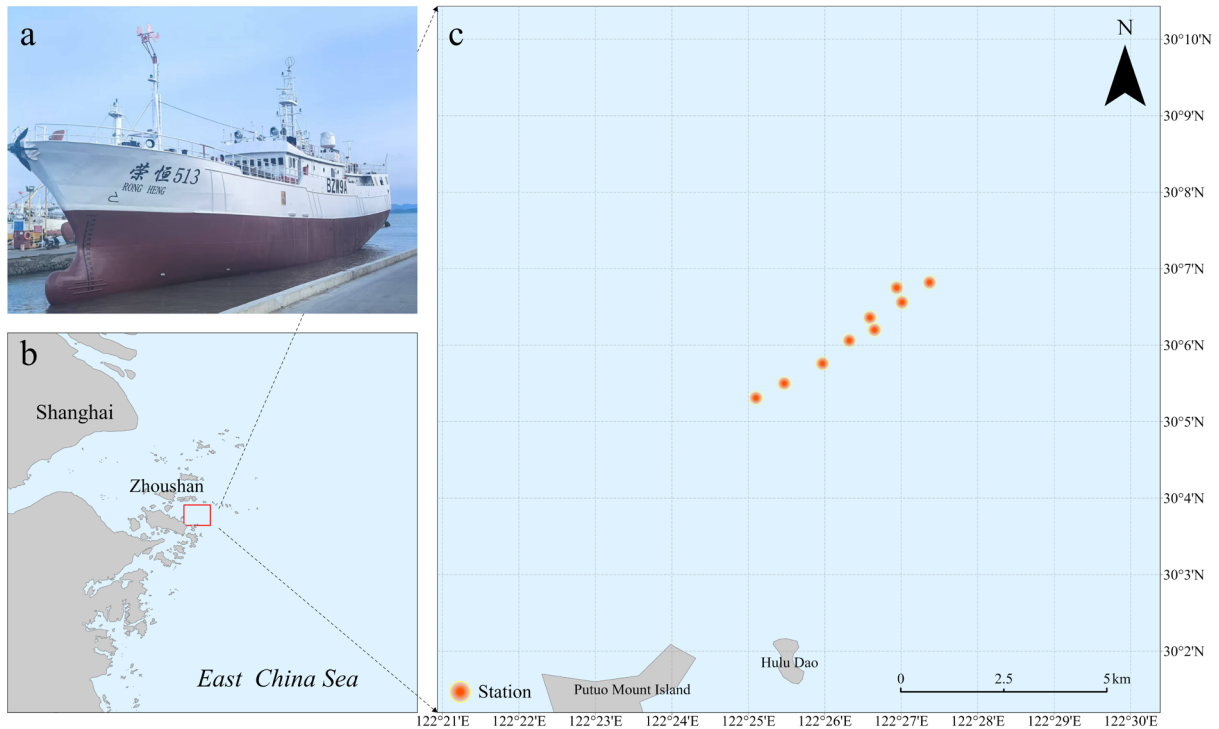 a
荣恒513
RONG HENG
BZW9A
b
Shanghai
Zhoushan
East China Sea
c
N
30°10'N
30°9'N
30°8'N
30°7'N
30°6'N
30°5'N
30°4'N
30°3'N
30°2'N
Hulu Dao
Putuo Mount Island
Station
0 2.5 5 km
122°21'E 122°22'E 122°23'E 122°24'E 122°25'E 122°26'E 122°27'E 122°28'E 122°29'E 122°30'E